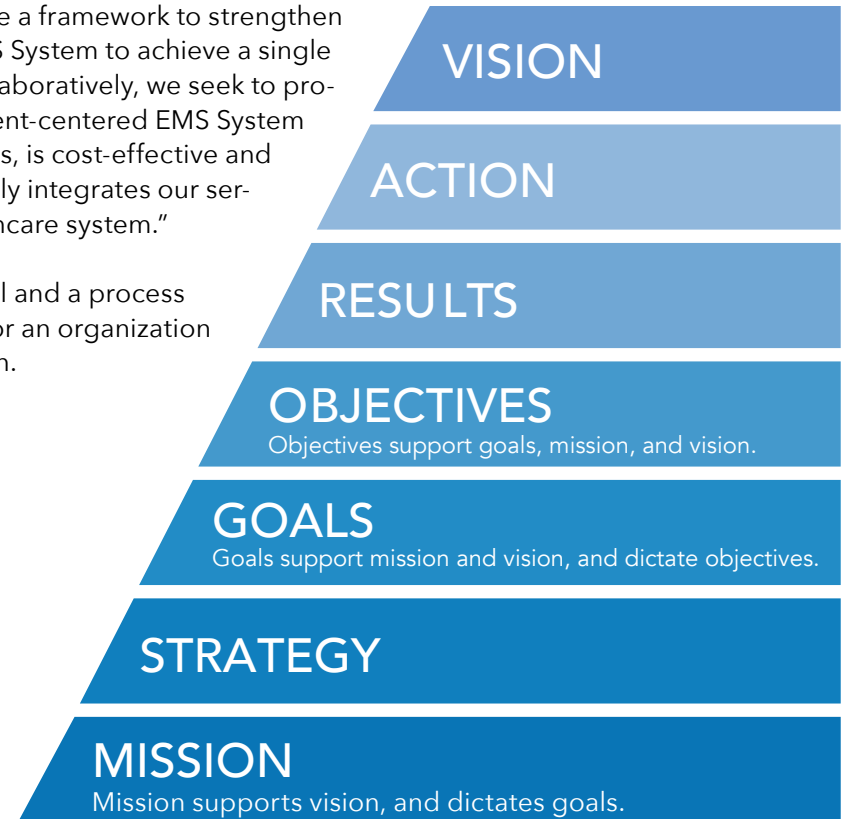 e a framework to strengthen
S System to achieve a single
laboratively, we seek to pro-
ent-centered EMS System
s, is cost-effective and
ly integrates our ser-
hcare system."
l and a process
or an organization
n.
VISION
ACTION
RESULTS
OBJECTIVES
Objectives support goals, mission, and vision.
GOALS
Goals support mission and vision, and dictate objectives.
STRATEGY
MISSION
Mission supports vision, and dictates goals.